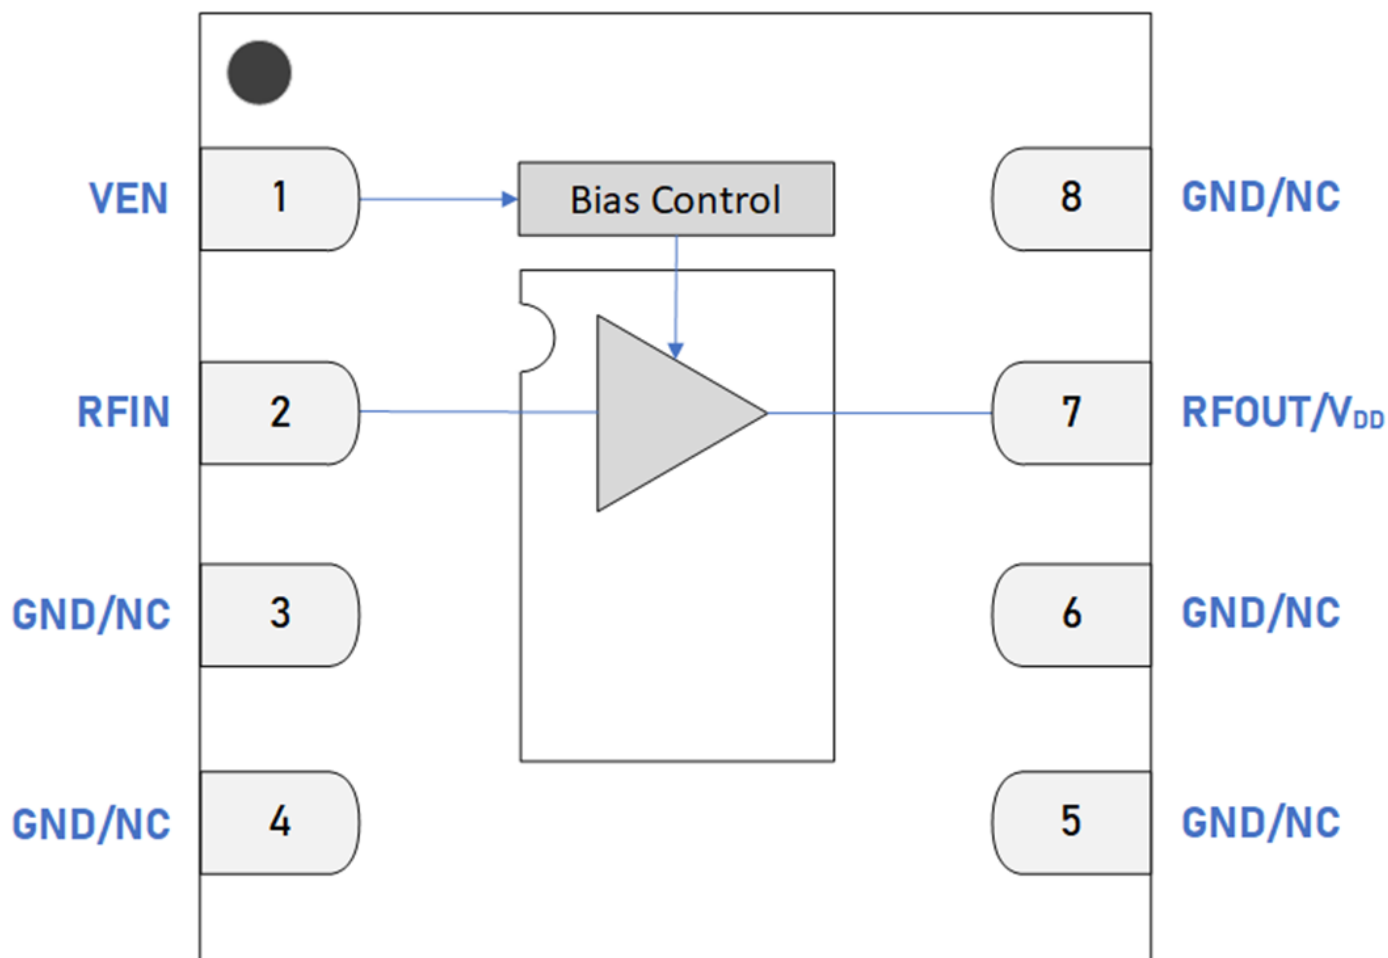 VEN 1 Bias Control 8 GND/NC
RFIN 2 7 RFOUT/VDD
GND/NC 3 6 GND/NC
GND/NC 4 5 GND/NC